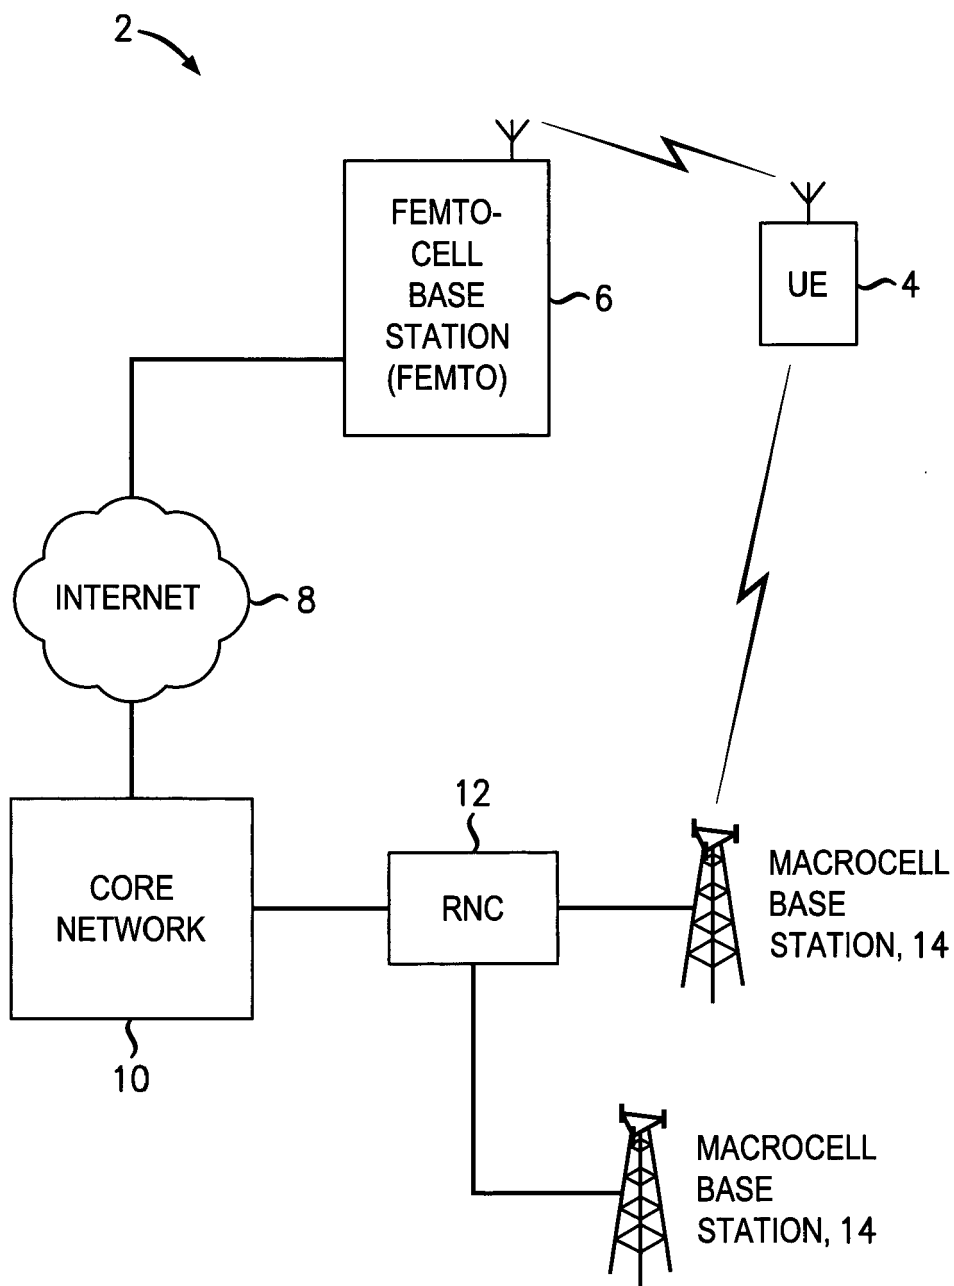 2
FEMTO-
CELL
BASE
STATION
(FEMTO)
6
UE
4
INTERNET
8
CORE
NETWORK
10
12
RNC
MACROCELL
BASE
STATION, 14
MACROCELL
BASE
STATION, 14